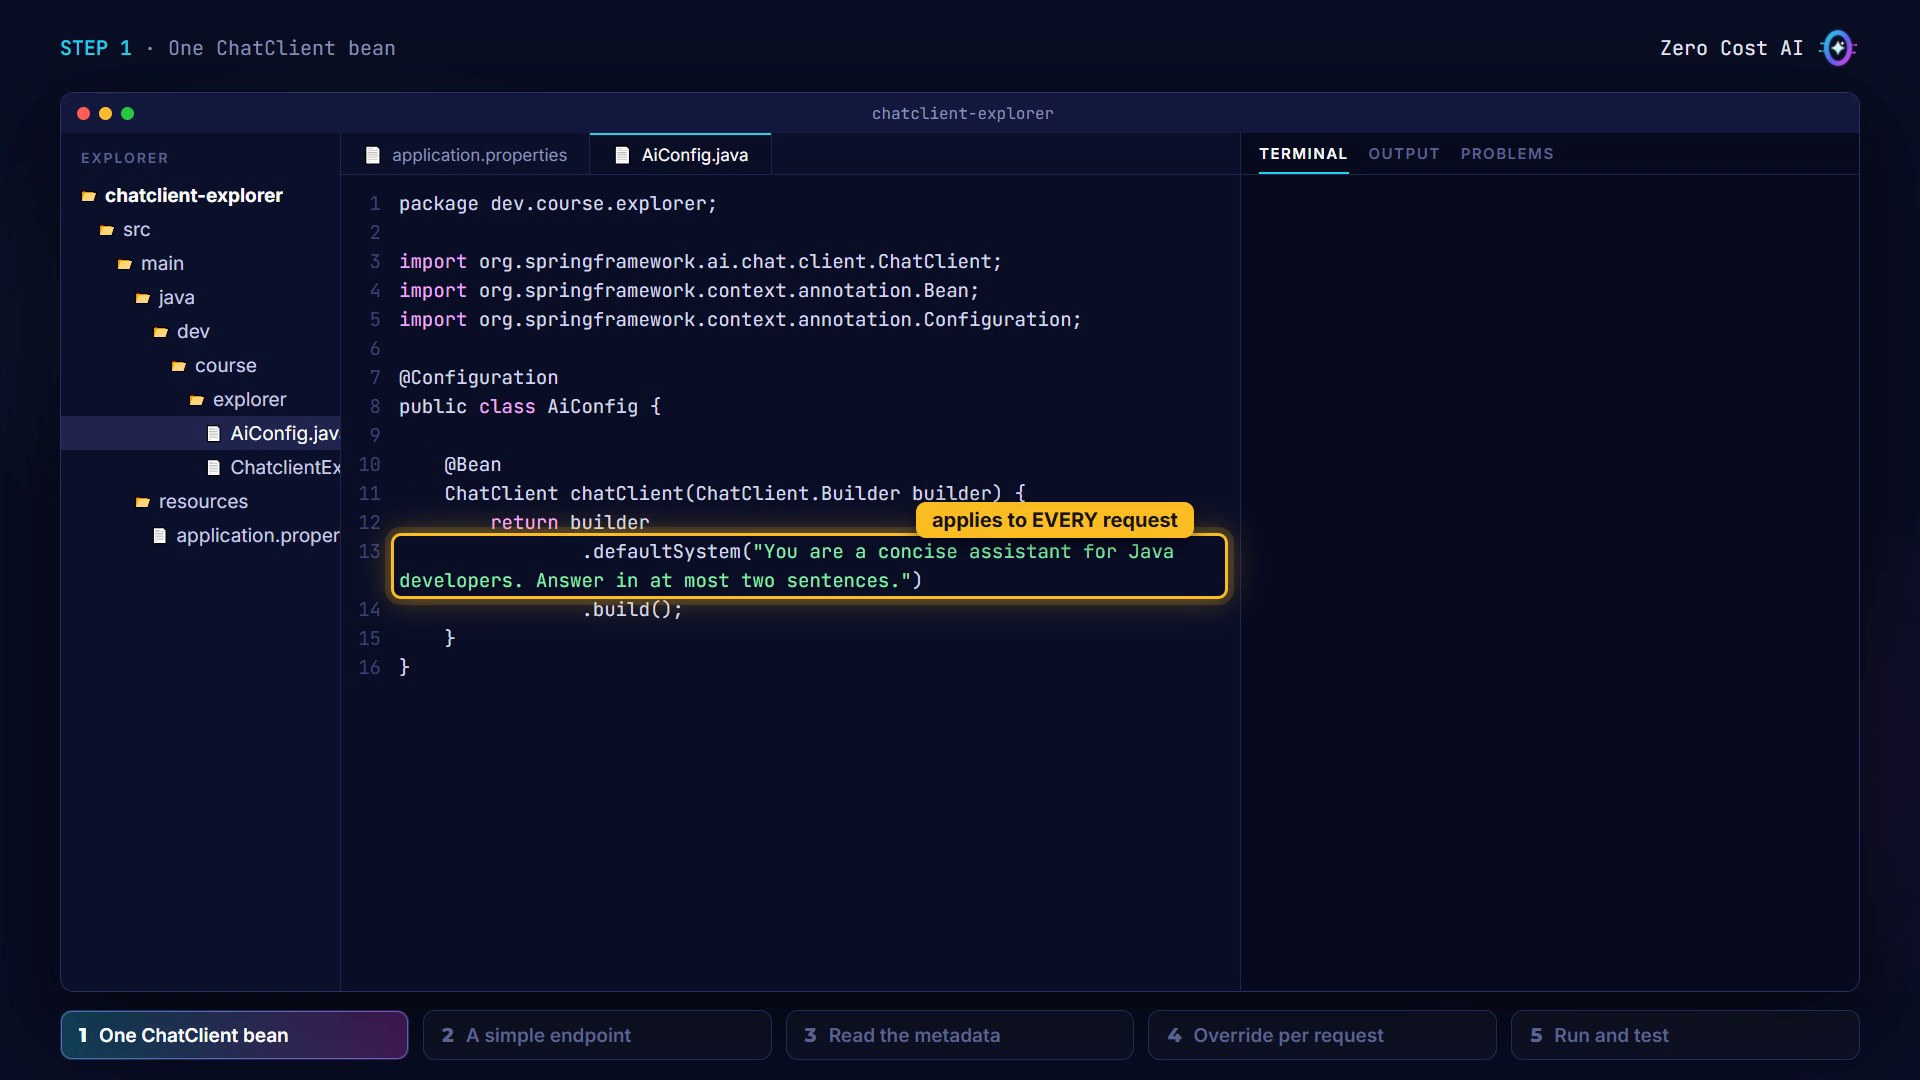 STEP 1 · One ChatClient bean
Zero Cost AI
chatclient-explorer
EXPLORER
chatclient-explorer
src
main
java
dev
course
explorer
AiConfig.jav
ChatclientEx
resources
application.proper
application.properties
AiConfig.java
1 package dev.course.explorer;
2
3 import org.springframework.ai.chat.client.ChatClient;
4 import org.springframework.context.annotation.Bean;
5 import org.springframework.context.annotation.Configuration;
6
7 @Configuration
8 public class AiConfig {
9
10 @Bean
11 ChatClient chatClient(ChatClient.Builder builder) {
applies to EVERY request
12 return builder
13 .defaultSystem("You are a concise assistant for Java
developers. Answer in at most two sentences.")
14 .build();
15 }
16 }
TERMINAL OUTPUT PROBLEMS
1 One ChatClient bean
2 A simple endpoint
3 Read the metadata
4 Override per request
5 Run and test